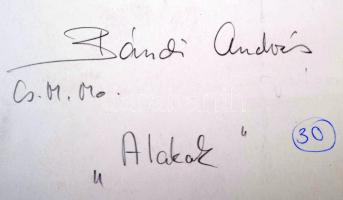 Bándi András
Cs. M. Mo.
„Alakok"
30